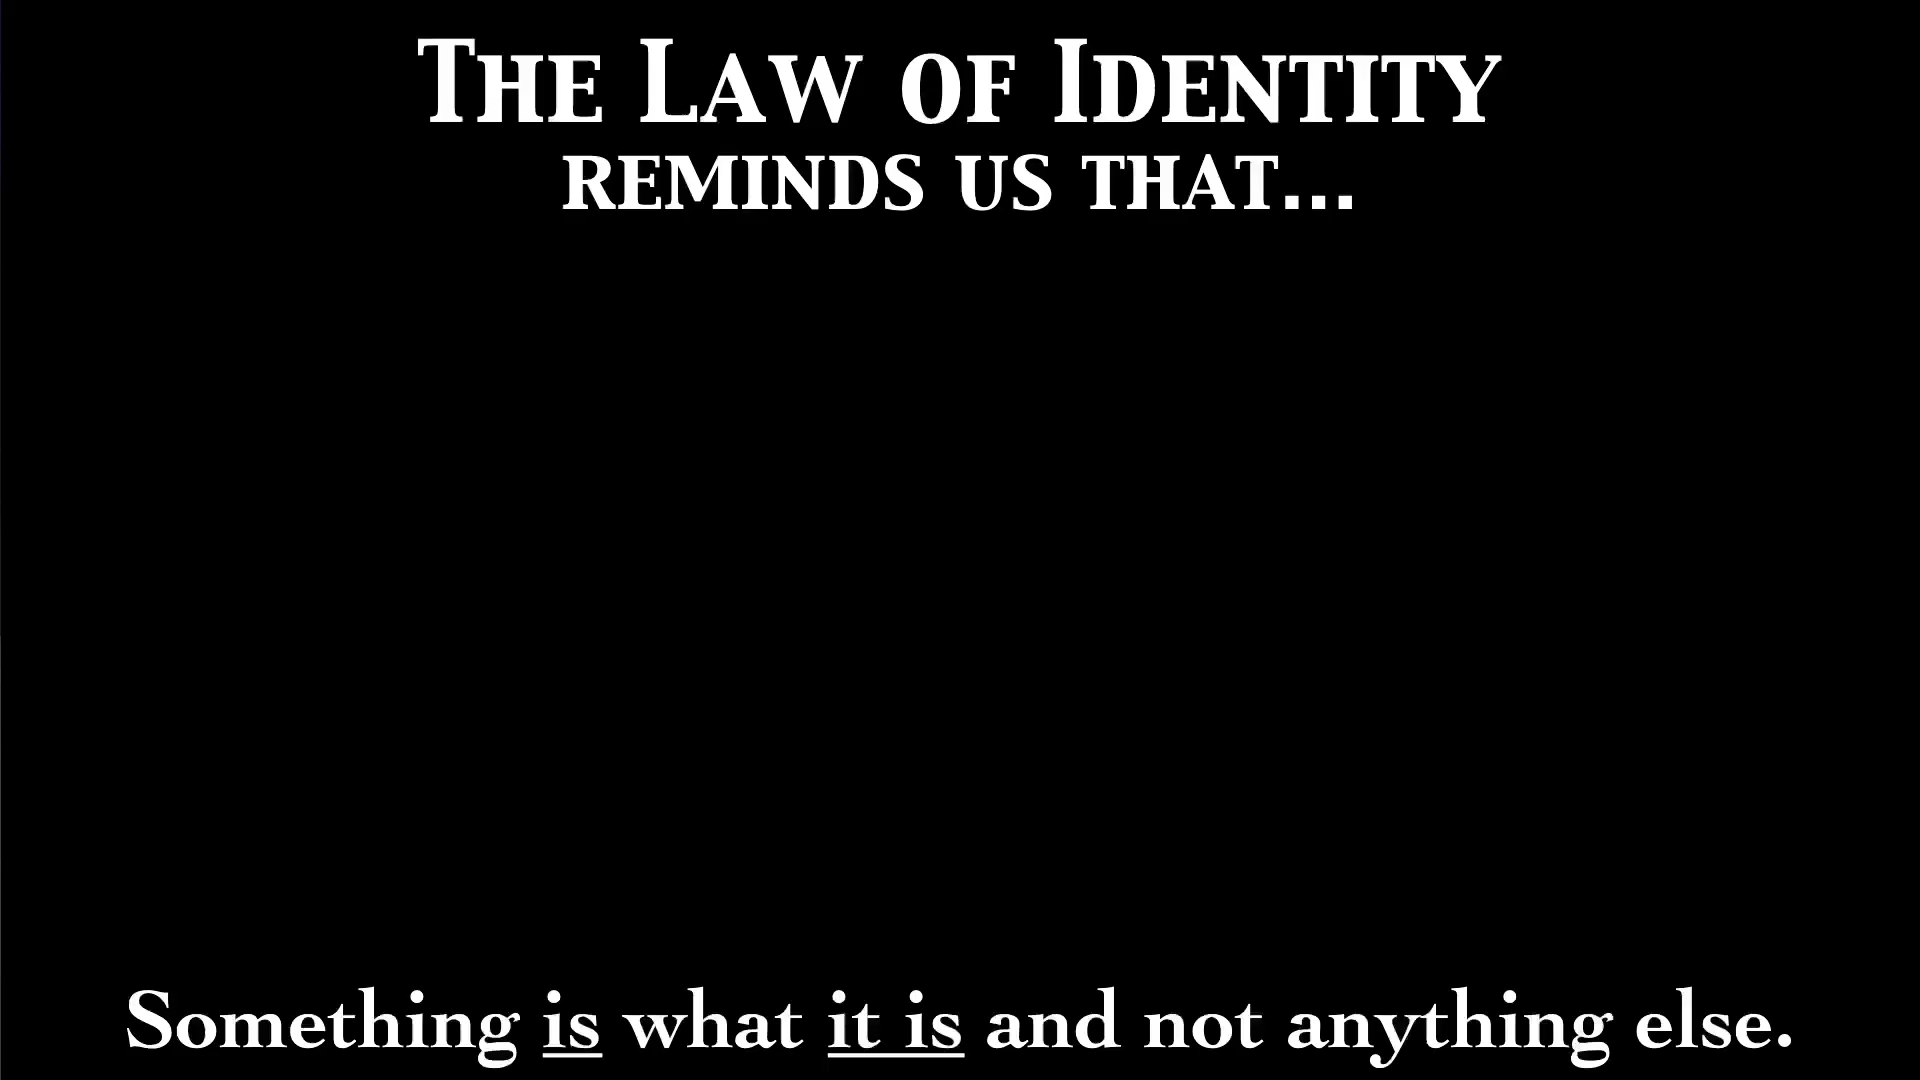 The Law of Identity
reminds us that...
Something is what it is and not anything else.